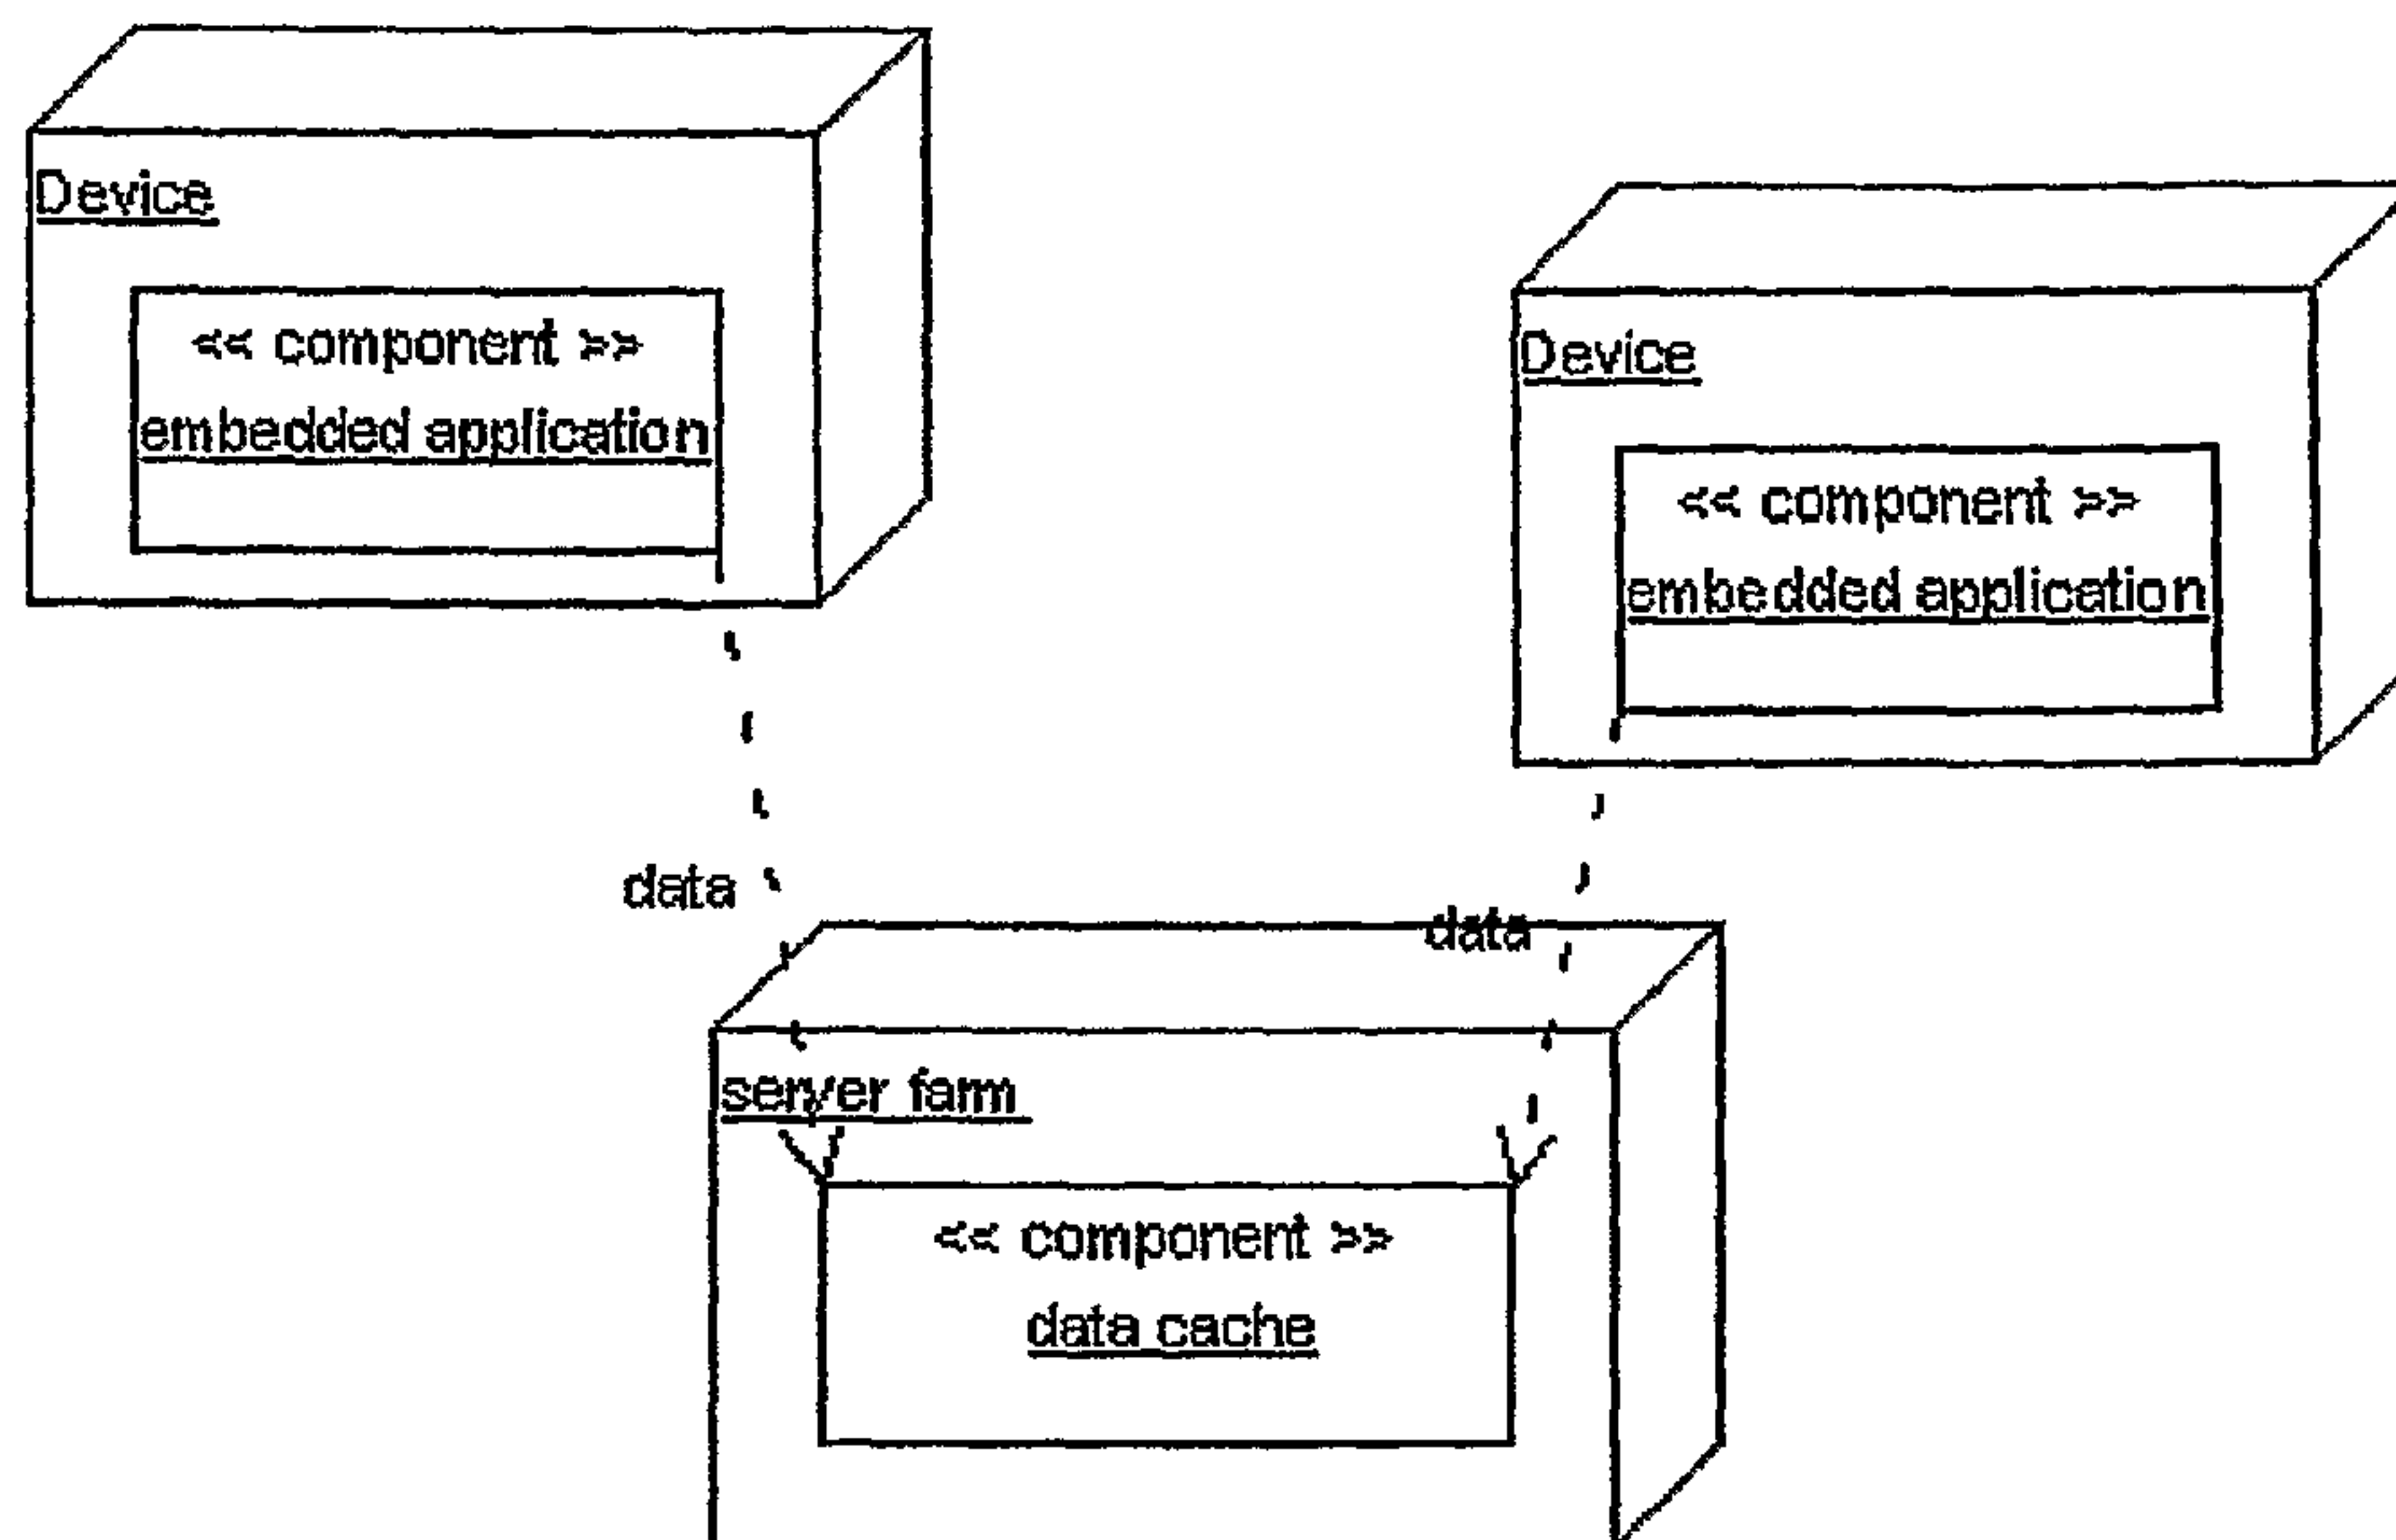 Device
<< component >>
embedded application
Device
<< component >>
embedded application
data
data
server farm
<< component >>
data cache